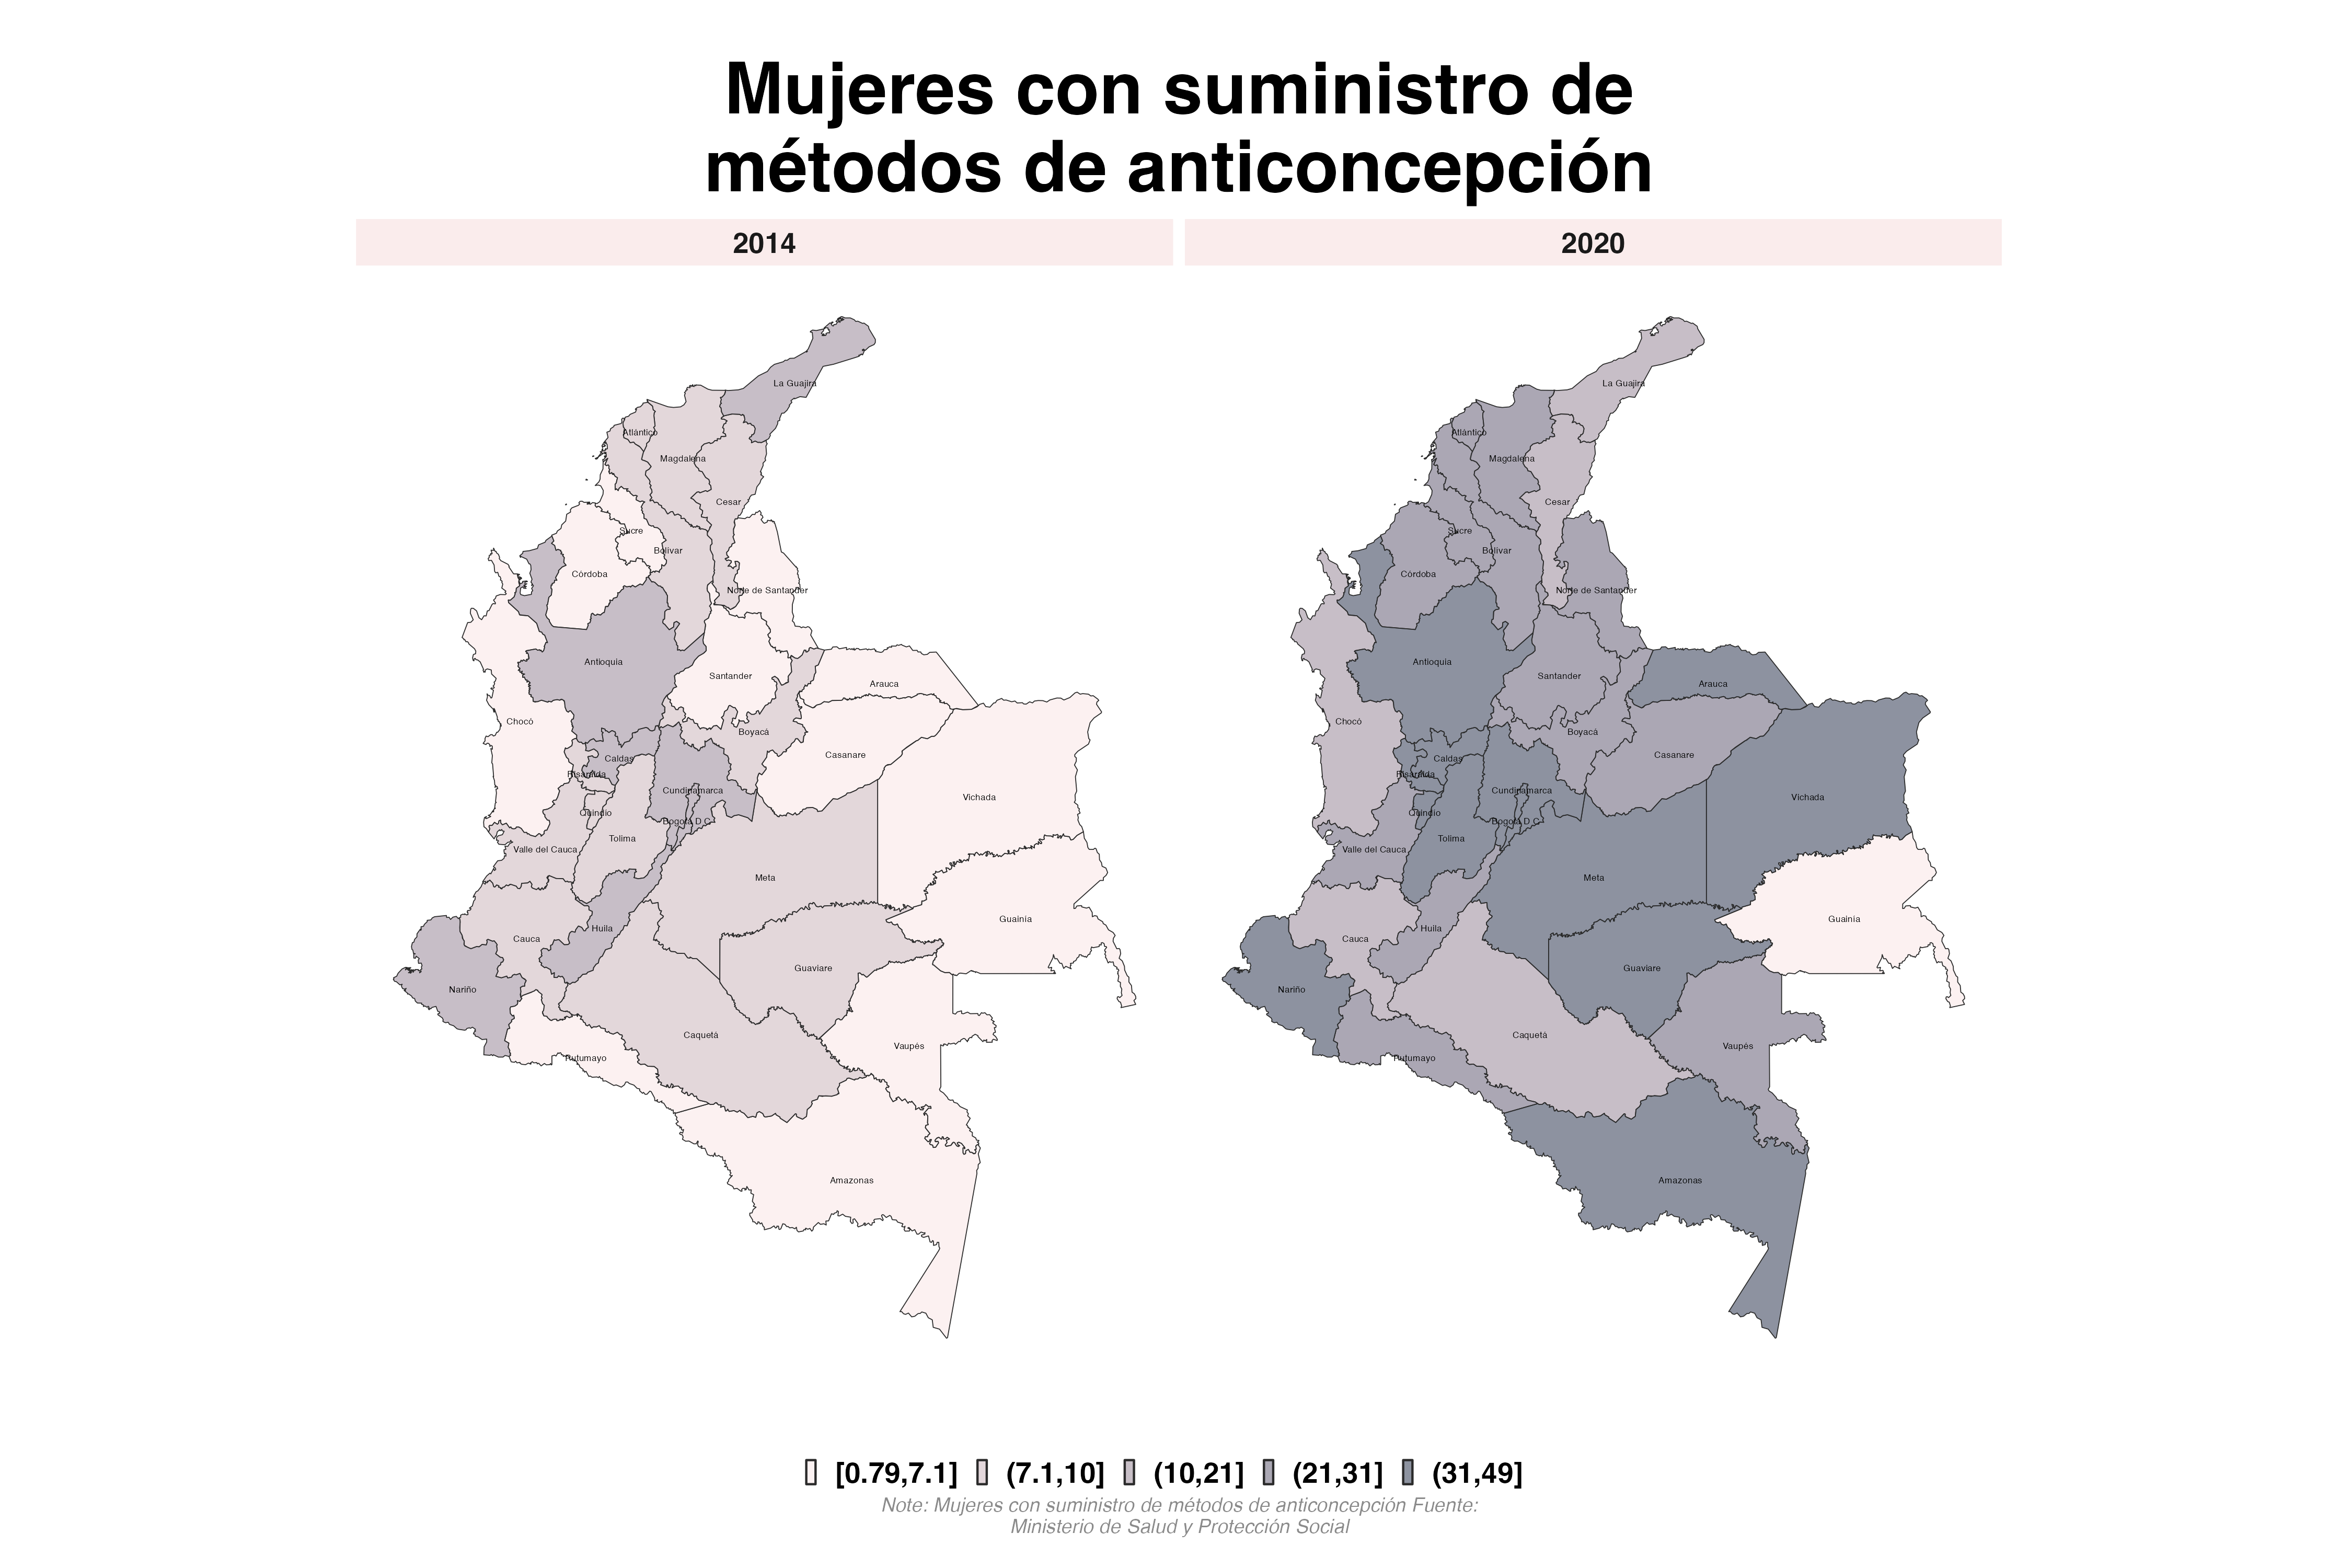 Mujeres con suministro de
métodos de anticoncepción
2014
2020
La Guajira
Atlántico
Magdalena
Cesar
Sucre
Bolívar
Córdoba
Norte de Santander
Antioquia
Santander
Arauca
Chocó
Boyacá
Casanare
Caldas
Risaralda
Cundinamarca
Vichada
Quindío
Bogotá D.C.
Tolima
Valle del Cauca
Meta
Guainía
Huila
Cauca
Guaviare
Nariño
Caquetá
Vaupés
Putumayo
Amazonas
La Guajira
Atlántico
Magdalena
Cesar
Sucre
Bolívar
Córdoba
Norte de Santander
Antioquia
Santander
Arauca
Chocó
Boyacá
Casanare
Caldas
Risaralda
Cundinamarca
Vichada
Quindío
Bogotá D.C.
Tolima
Valle del Cauca
Meta
Guainía
Huila
Cauca
Guaviare
Nariño
Caquetá
Vaupés
Putumayo
Amazonas
[0.79,7.1] (7.1,10] (10,21] (21,31] (31,49]
Note: Mujeres con suministro de métodos de anticoncepción Fuente:
Ministerio de Salud y Protección Social